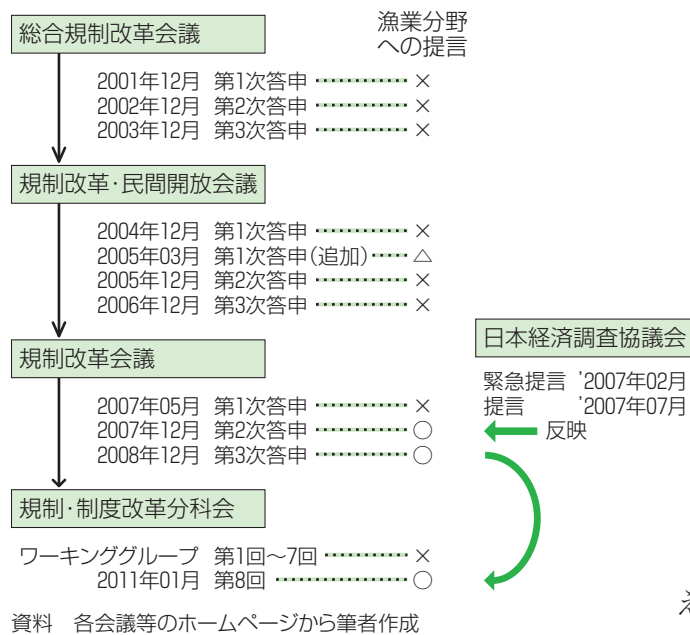 漁業分野
への提言
総合規制改革会議
2001年12月 第1次答申 ×
2002年12月 第2次答申 ×
2003年12月 第3次答申 ×
規制改革・民間開放会議
2004年12月 第1次答申 ×
2005年03月 第1次答申(追加) △
2005年12月 第2次答申 ×
2006年12月 第3次答申 ×
規制改革会議
2007年05月 第1次答申 ×
2007年12月 第2次答申 ○
2008年12月 第3次答申 ○
日本経済調査協議会
緊急提言 '2007年02月
提言 '2007年07月
反映
規制・制度改革分科会
ワーキンググループ 第1回〜7回 ×
2011年01月 第8回 ○
資料 各会議等のホームページから筆者作成